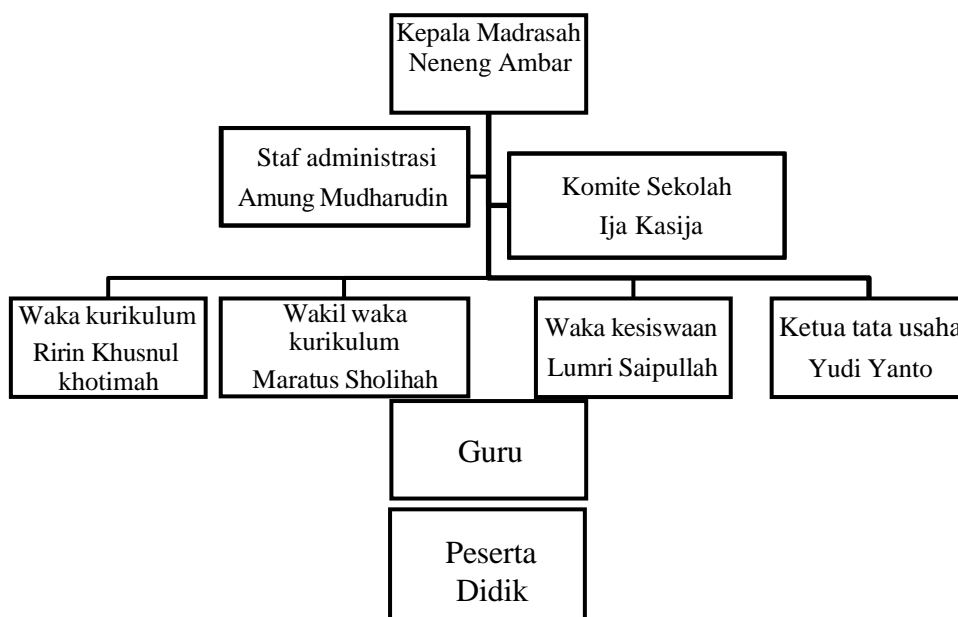 Kepala Madrasah
Neneng Ambar
Staf administrasi
Amung Mudharudin
Komite Sekolah
Ija Kasija
Waka kurikulum
Ririn Khusnul
khotimah
Wakil waka
kurikulum
Maratus Sholihah
Waka kesiswaan
Lumri Saipullah
Ketua tata usaha
Yudi Yanto
Guru
Peserta
Didik